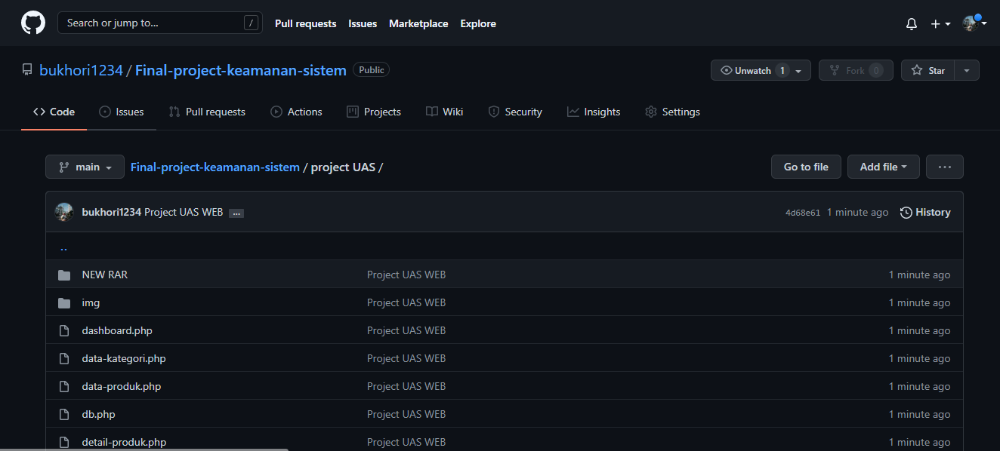 Search or jump to... / Pull requests Issues Marketplace Explore
bukhori1234 / Final-project-keamanan-sistem Public Unwatch 1 Fork 0 Star
Code Issues Pull requests Actions Projects Wiki Security Insights Settings
main Final-project-keamanan-sistem / project UAS / Go to file Add file ...
bukhori1234 Project UAS WEB ... 4d68e61 1 minute ago History
..
NEW RAR Project UAS WEB 1 minute ago
img Project UAS WEB 1 minute ago
dashboard.php Project UAS WEB 1 minute ago
data-kategori.php Project UAS WEB 1 minute ago
data-produk.php Project UAS WEB 1 minute ago
db.php Project UAS WEB 1 minute ago
detail-produk.php Project UAS WEB 1 minute ago